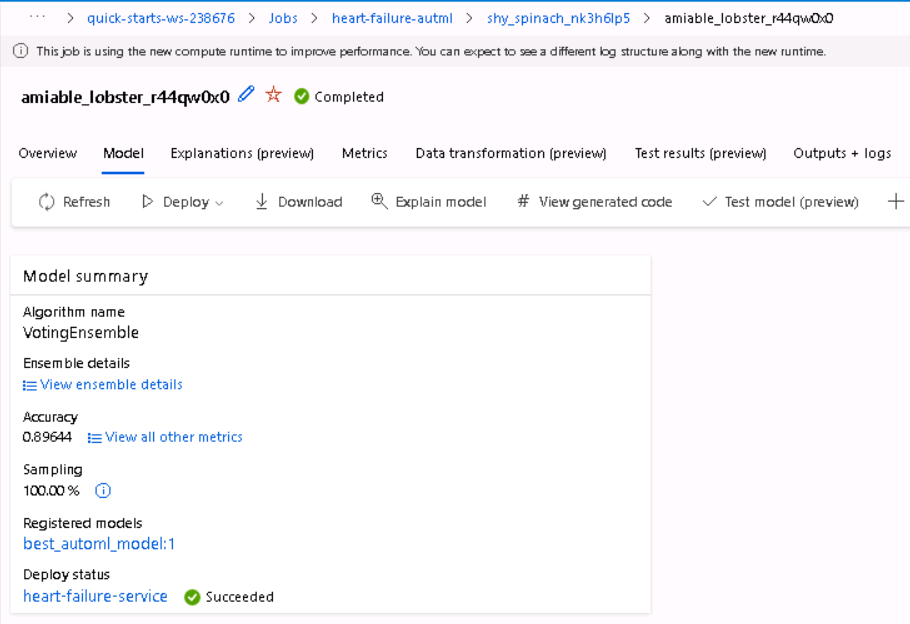 ... > quick-starts-ws-238676 > Jobs > heart-failure-automl > shy_spinach_nk3h6lp5 > amiable_lobster_r44qw0x0
This job is using the new compute runtime to improve performance. You can expect to see a different log structure along with the new runtime.
amiable_lobster_r44qw0x0 Completed
Overview Model Explanations (preview) Metrics Data transformation (preview) Test results (preview) Outputs + logs
Refresh Deploy Download Explain model # View generated code Test model (preview) +
Model summary
Algorithm name
VotingEnsemble
Ensemble details
View ensemble details
Accuracy
0.89644 View all other metrics
Sampling
100.00 %
Registered models
best_automl_model:1
Deploy status
heart-failure-service Succeeded